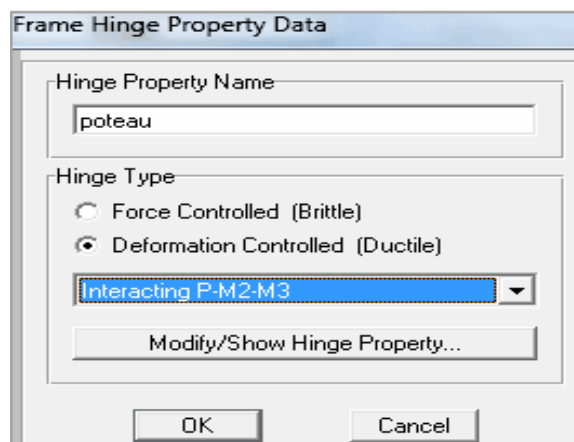 Frame Hinge Property Data
Hinge Property Name
poteau
Hinge Type
Force Controlled (Brittle)
Deformation Controlled (Ductile)
Interacting P-M2-M3
Modify/Show Hinge Property...
OK Cancel